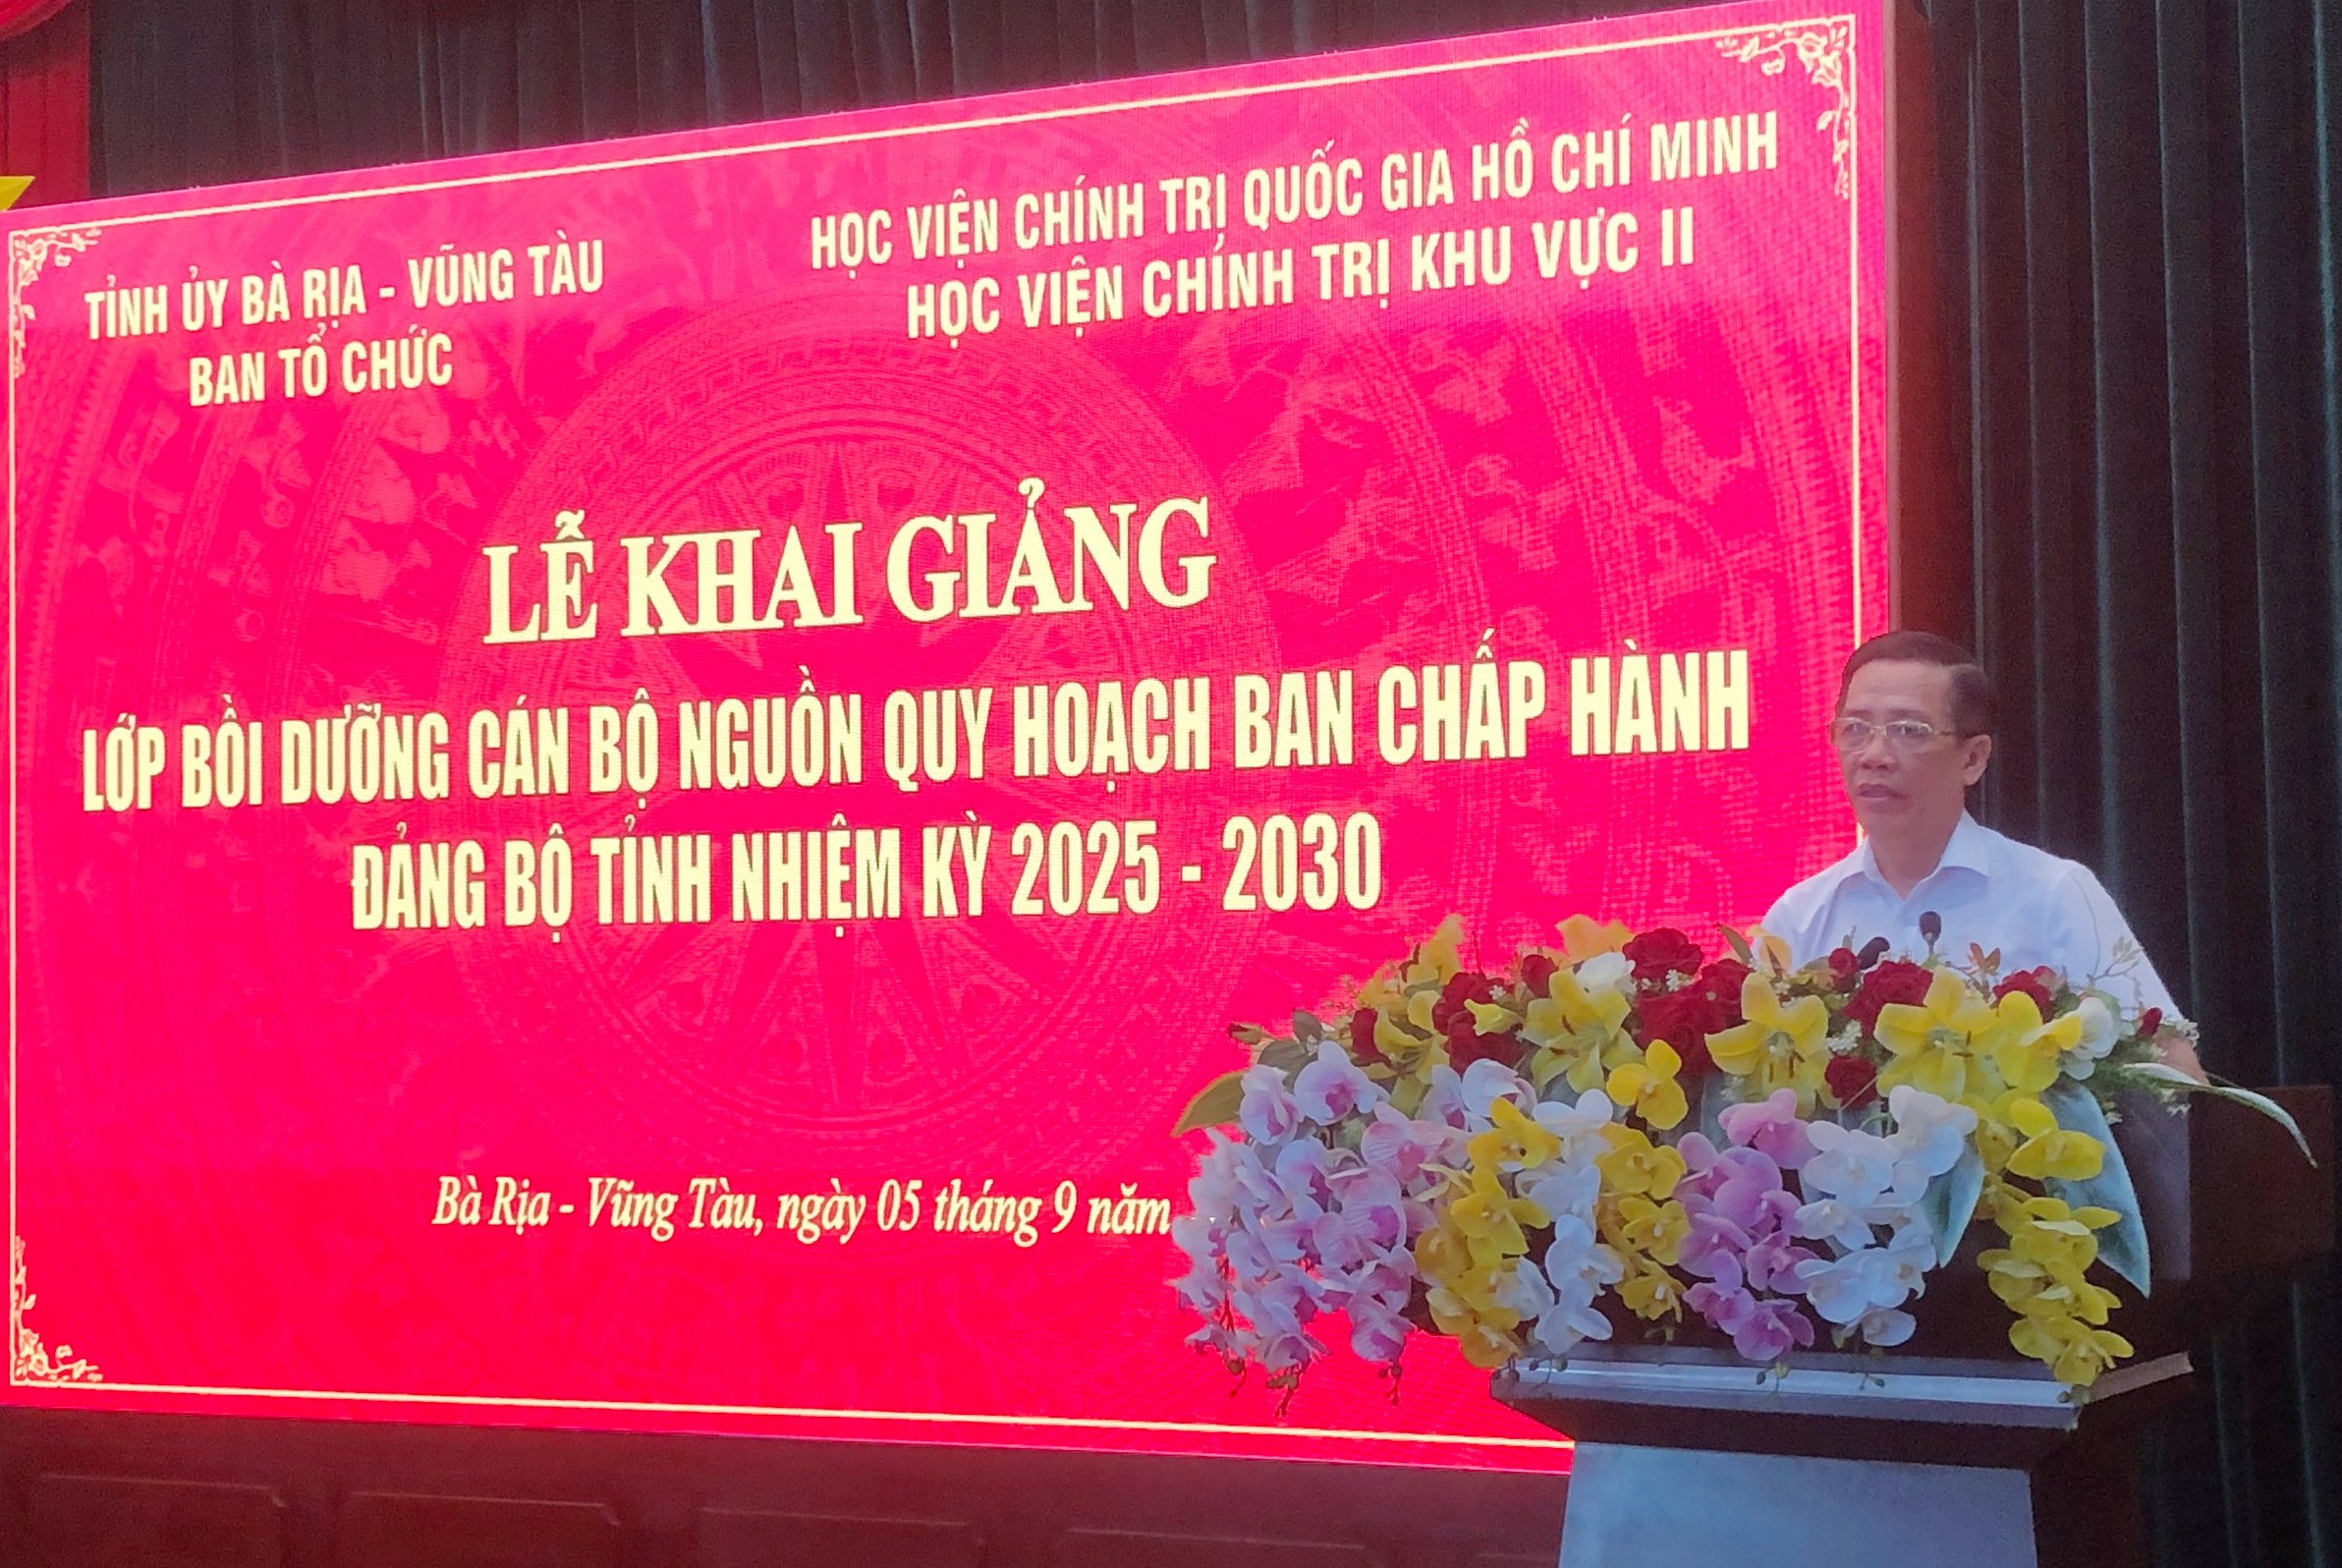 TỈNH ỦY BÀ RỊA - VŨNG TÀU
BAN TỔ CHỨC
HỌC VIỆN CHÍNH TRỊ QUỐC GIA HỒ CHÍ MINH
HỌC VIỆN CHÍNH TRỊ KHU VỰC II
LỄ KHAI GIẢNG
LỚP BỒI DƯỠNG CÁN BỘ NGUỒN QUY HOẠCH BAN CHẤP HÀNH
ĐẢNG BỘ TỈNH NHIỆM KỲ 2025 - 2030
Bà Rịa - Vũng Tàu, ngày 05 tháng 9 năm